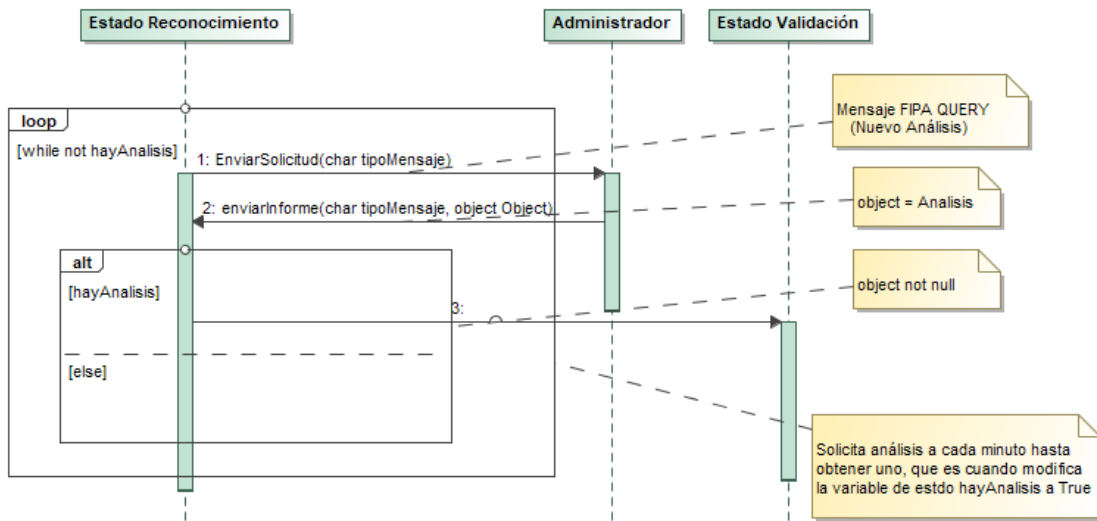 Estado Reconocimiento
Administrador
Estado Validación
loop
[while not hayAnalisis]
Mensaje FIPA QUERY
(Nuevo Análisis)
1: EnviarSolicitud(char tipoMensaje)
object = Analisis
2: enviarInforme(char tipoMensaje, object Object)
alt
[hayAnalisis]
object not null
3:
[else]
Solicita análisis a cada minuto hasta
obtener uno, que es cuando modifica
la variable de estdo hayAnalisis a True